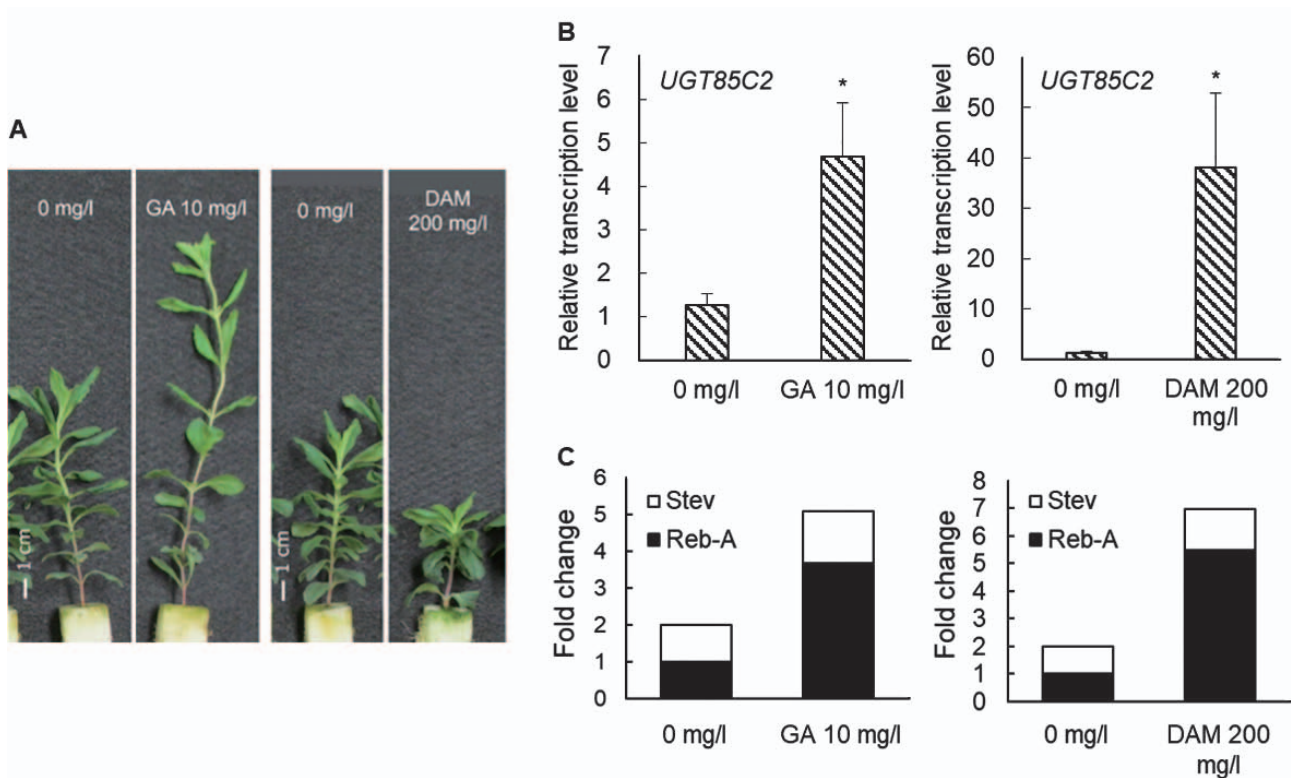 A
0 mg/l
GA 10 mg/l
0 mg/l
DAM
200 mg/l
1 cm
1 cm
B
Relative transcription level
7
6
5
4
3
2
1
0
UGT85C2
*
0 mg/l
GA 10 mg/l
Relative transcription level
60
50
40
30
20
10
0
UGT85C2
*
0 mg/l
DAM 200
mg/l
C
Fold change
6
5
4
3
2
1
0
Stev
Reb-A
0 mg/l
GA 10 mg/l
Fold change
8
7
6
5
4
3
2
1
0
Stev
Reb-A
0 mg/l
DAM 200
mg/l